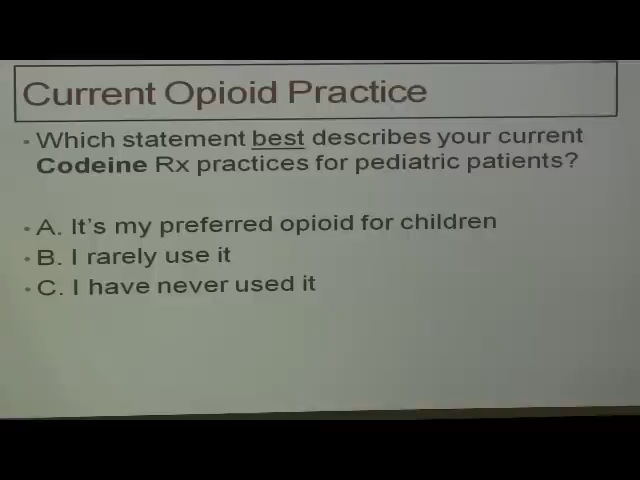 Current Opioid Practice
• Which statement best describes your current
Codeine Rx practices for pediatric patients?
• A. It's my preferred opioid for children
• B. I rarely use it
• C. I have never used it